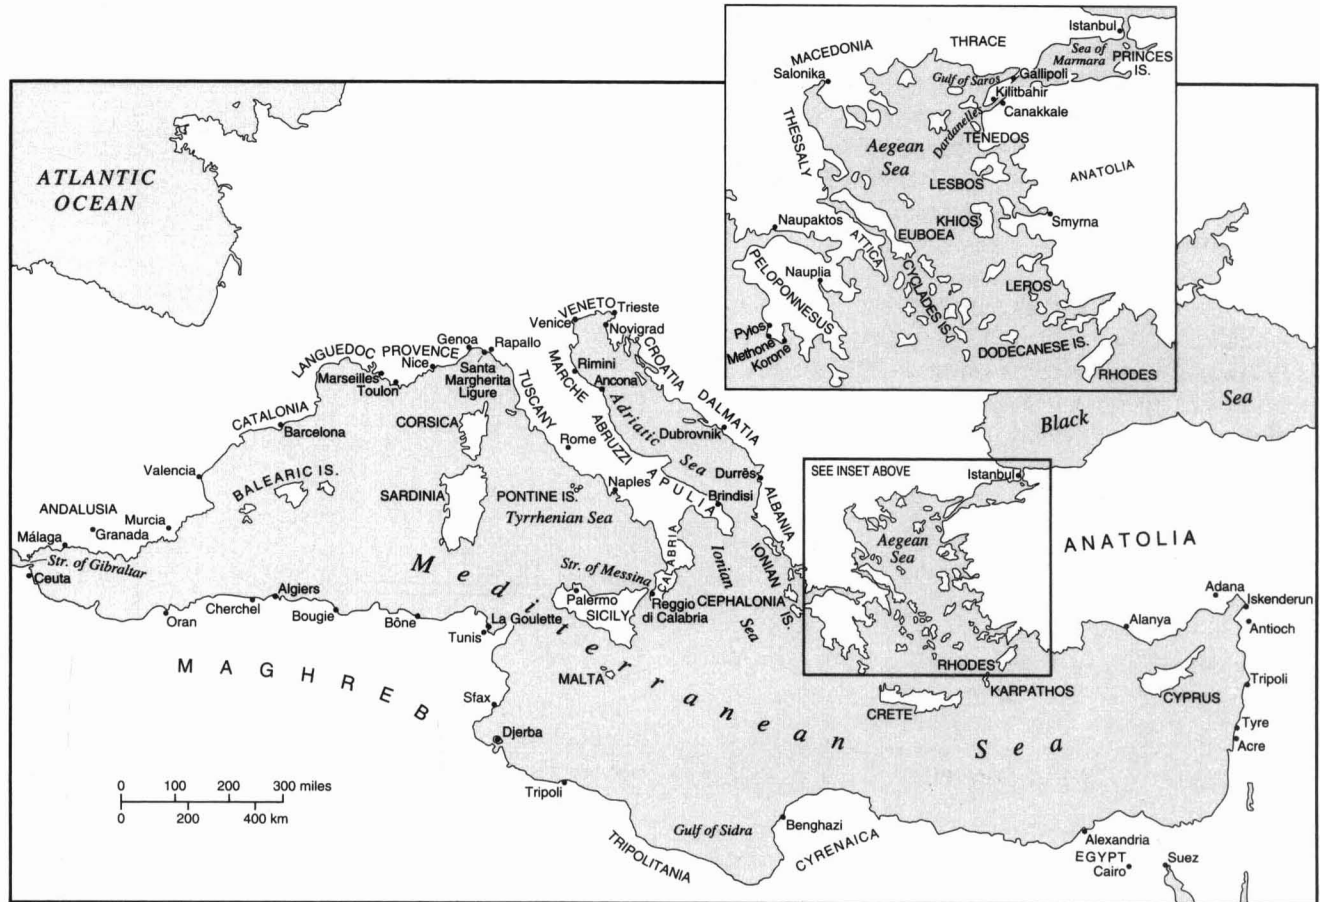 Istanbul
Sea of
Marmara
PRINCES
IS.
THRACE
MACEDONIA
Salonika
Gulf of Saros
Gallipoli
Kilitbahir
Canakkale
Dardanelles
TENEDOS
THESSALY
Aegean
Sea
LESBOS
ANATOLIA
KHIOS
Smyrna
Naupaktos
ATTICA
EUBOEA
PELOPONNESUS
Nauplia
CYCLADES IS.
LEROS
Pylos
Methone
Korone
DODECANESE IS.
RHODES
ATLANTIC
OCEAN
VENETO
Trieste
Venice
Novigrad
CROATIA
Genoa
Rapallo
LANGUEDOC
PROVENCE
Nice
Marseilles
Toulon
Santa
Margherita
Ligure
TUSCANY
MARCHE
Rimini
Ancona
DALMATIA
CATALONIA
Barcelona
CORSICA
Rome
ABRUZZI
Adriatic
Sea
Dubrovnik
Black
Sea
Valencia
BALEARIC IS.
SARDINIA
PONTINE IS.
Tyrrhenian Sea
Naples
APULIA
Durrës
Brindisi
ALBANIA
SEE INSET ABOVE
Istanbul
ANDALUSIA
Murcia
Granada
Málaga
Str. of Gibraltar
Ceuta
Mediterranean Sea
Str. of Messina
CALABRIA
Ionian
Sea
IONIAN IS.
Aegean
Sea
ANATOLIA
Oran
Cherchel
Algiers
Bougie
Bône
La Goulette
Tunis
Palermo
SICILY
Reggio
di Calabria
CEPHALONIA
Adana
Iskenderun
Alanya
Antioch
MAGHREB
MALTA
RHODES
KARPATHOS
CRETE
CYPRUS
Tripoli
Sfax
Djerba
Tyre
Acre
0 100 200 300 miles
0 200 400 km
Tripoli
TRIPOLITANIA
Gulf of Sidra
Benghazi
CYRENAICA
Alexandria
EGYPT
Cairo
Suez